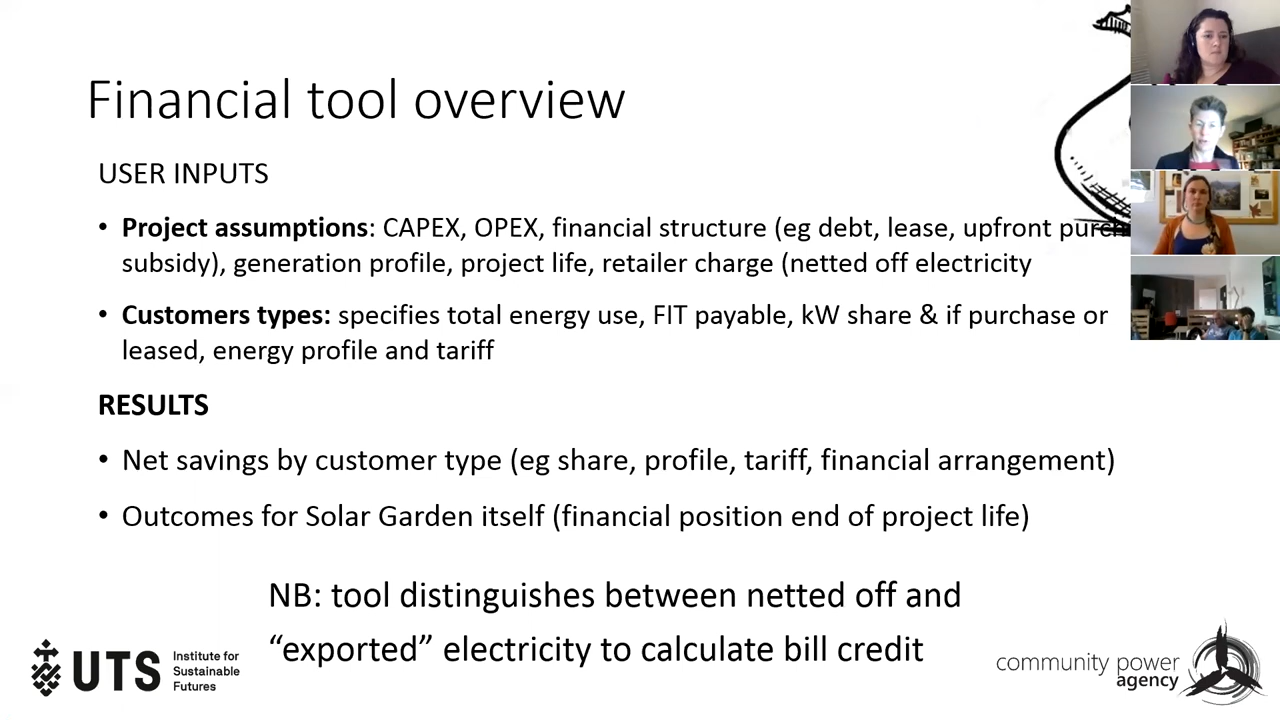 Financial tool overview
USER INPUTS
• Project assumptions: CAPEX, OPEX, financial structure (eg debt, lease, upfront
subsidy), generation profile, project life, retailer charge (netted off electricity
• Customers types: specifies total energy use, FIT payable, kW share & if purchase or
leased, energy profile and tariff
RESULTS
• Net savings by customer type (eg share, profile, tariff, financial arrangement)
• Outcomes for Solar Garden itself (financial position end of project life)
NB: tool distinguishes between netted off and
“exported” electricity to calculate bill credit
UTS
Institute for
Sustainable
Futures
community power
agency